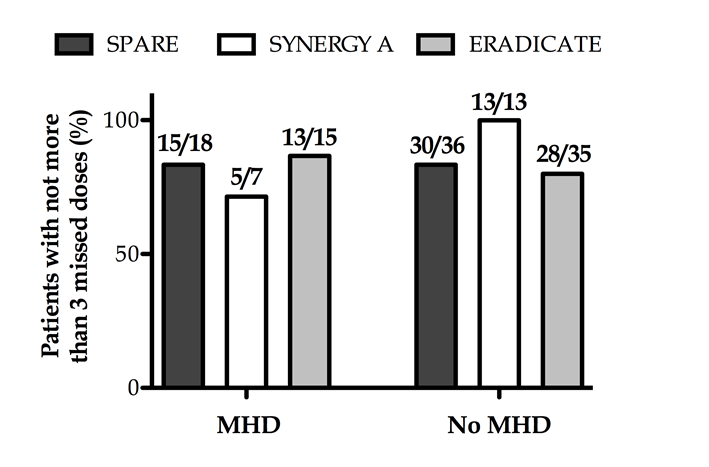 SPARE SYNERGY A ERADICATE
Patients with not more
than 3 missed doses (%)
100
50
0
15/18
5/7
13/15
30/36
13/13
28/35
MHD
No MHD